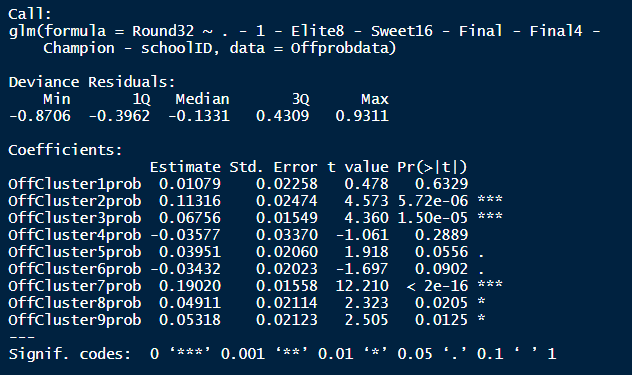 Call:
glm(formula = Round32 ~ . - 1 - Elite8 - Sweet16 - Final - Final4 -
    Champion - schoolID, data = Offprobdata)
Deviance Residuals:
    Min      1Q  Median      3Q     Max
-0.8706 -0.3962 -0.1331  0.4309  0.9311
Coefficients:
                Estimate Std. Error t value Pr(>|t|)
OffCluster1prob  0.01079    0.02258   0.478   0.6329
OffCluster2prob  0.11316    0.02474   4.573 5.72e-06 ***
OffCluster3prob  0.06756    0.01549   4.360 1.50e-05 ***
OffCluster4prob -0.03577    0.03370  -1.061   0.2889
OffCluster5prob  0.03951    0.02060   1.918   0.0556 .
OffCluster6prob -0.03432    0.02023  -1.697   0.0902 .
OffCluster7prob  0.19020    0.01558  12.210  < 2e-16 ***
OffCluster8prob  0.04911    0.02114   2.323   0.0205 *
OffCluster9prob  0.05318    0.02123   2.505   0.0125 *
---
Signif. codes:  0 ‘***’ 0.001 ‘**’ 0.01 ‘*’ 0.05 ‘.’ 0.1 ‘ ’ 1